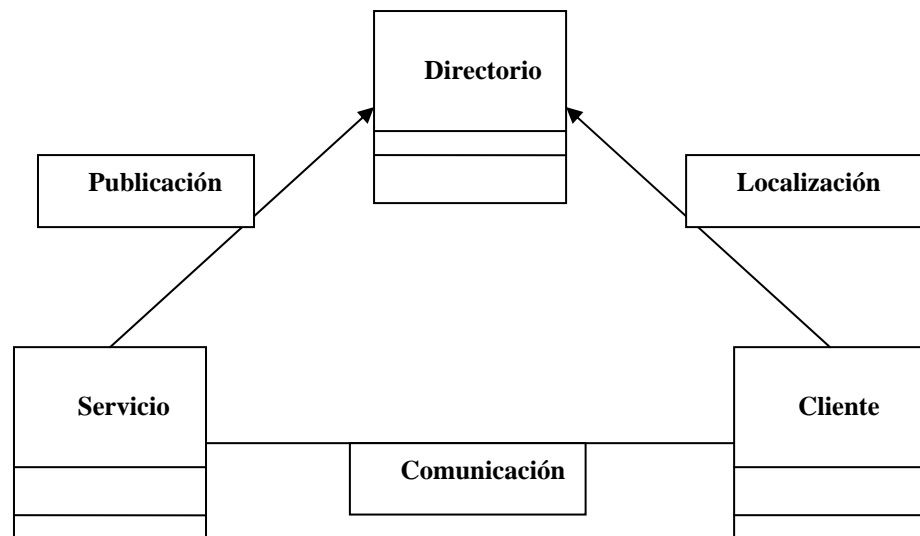 Directorio
Publicación
Localización
Servicio
Cliente
Comunicación